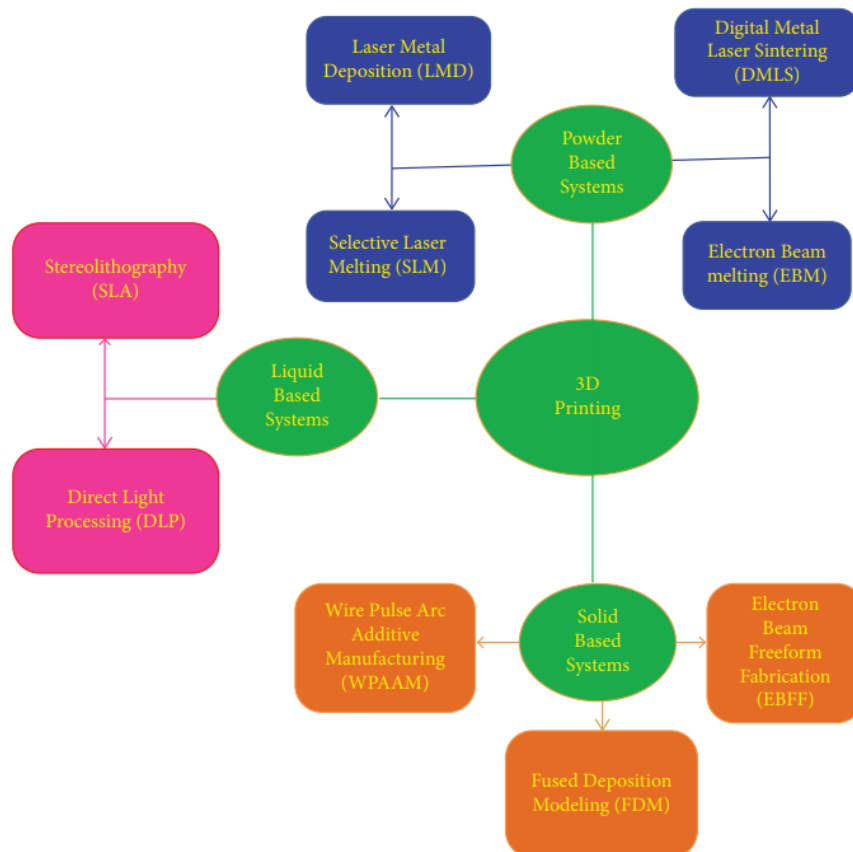 Laser Metal
Deposition (LMD)
Digital Metal
Laser Sintering
(DMLS)
Powder
Based
Systems
Selective Laser
Melting (SLM)
Electron Beam
melting (EBM)
Stereolithography
(SLA)
Liquid
Based
Systems
3D
Printing
Direct Light
Processing (DLP)
Wire Pulse Arc
Additive
Manufacturing
(WPAAM)
Solid
Based
Systems
Electron
Beam
Freeform
Fabrication
(EBFF)
Fused Deposition
Modeling (FDM)